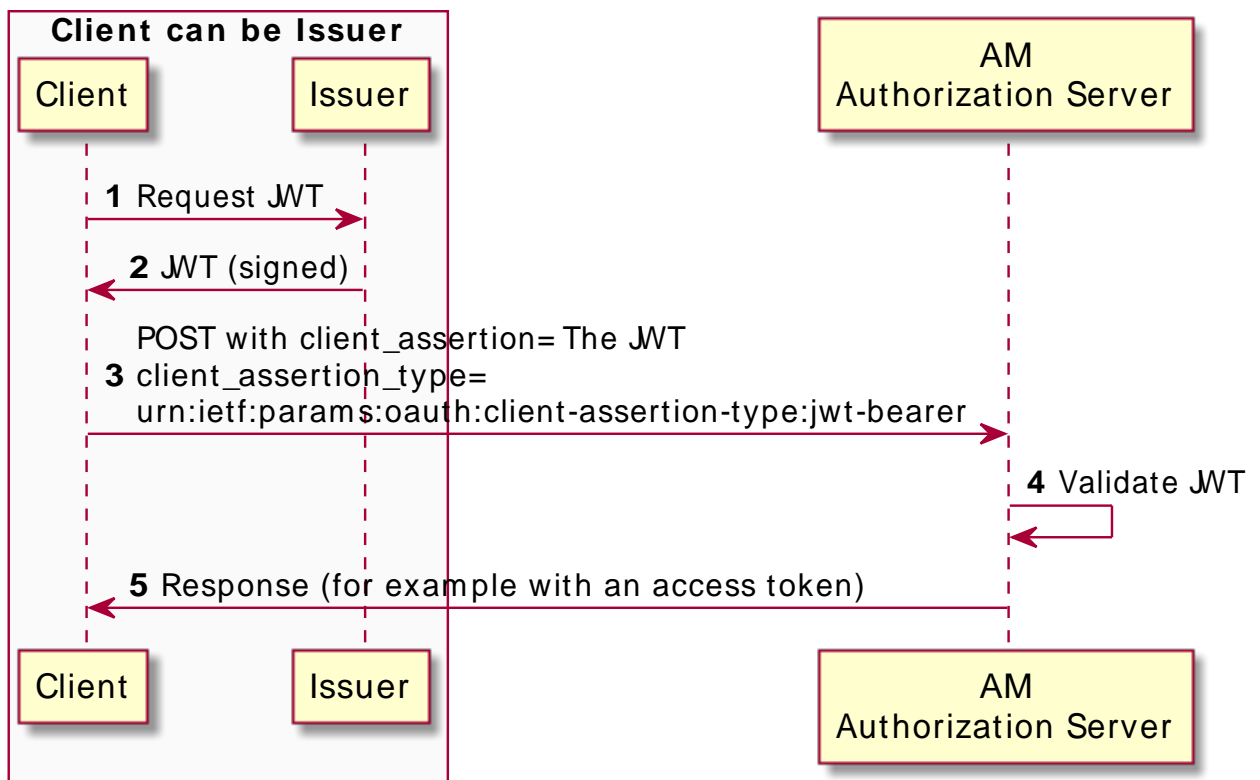 Client can be Issuer
Client
Issuer
AM
Authorization Server
1 Request JWT
2 JWT (signed)
POST with client_assertion= The JWT
3 client_assertion_type=
urn:ietf:params:oauth:client-assertion-type:jwt-bearer
4 Validate JWT
5 Response (for example with an access token)
Client
Issuer
AM
Authorization Server